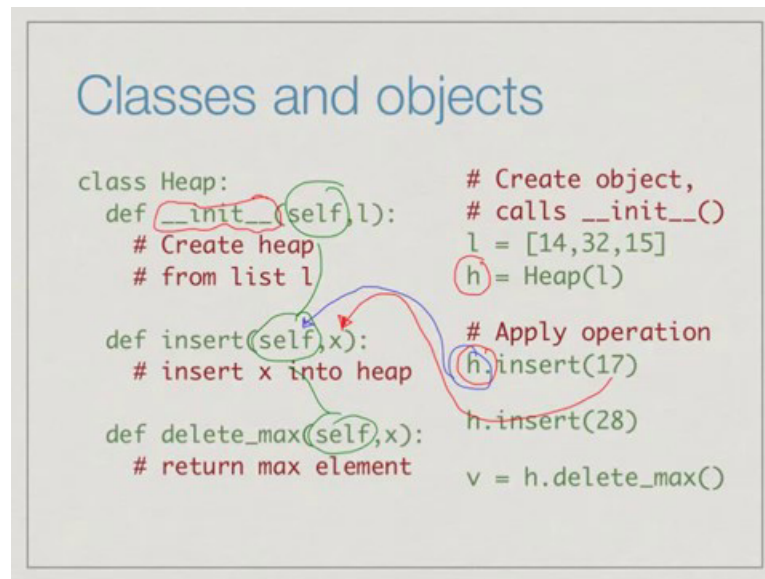 Classes and objects
class Heap:
def __init__(self,l):
# Create heap
# from list l
def insert(self,x):
# insert x into heap
def delete_max(self,x):
# return max element
# Create object,
# calls __init__()
l = [14,32,15]
h = Heap(l)
# Apply operation
h.insert(17)
h.insert(28)
v = h.delete_max()